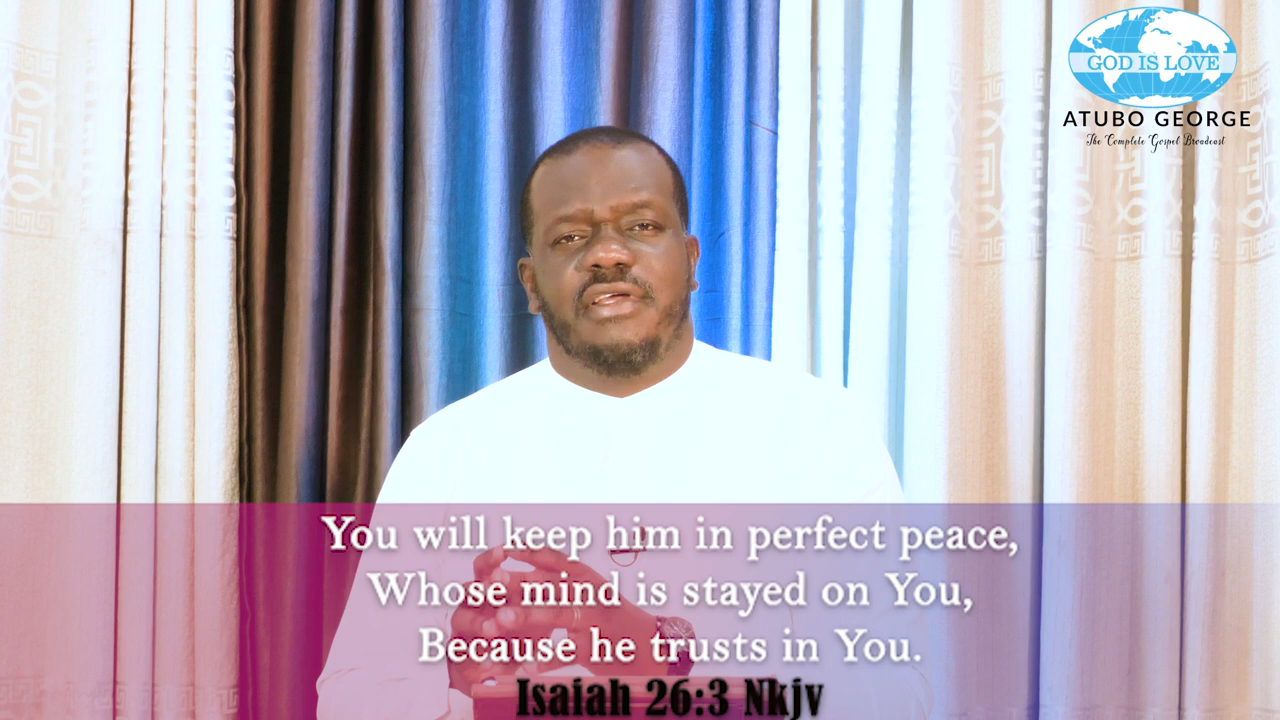 GOD IS LOVE
ATUBO GEORGE
The Complete Gospel Broadcast
You will keep him in perfect peace,
Whose mind is stayed on You,
Because he trusts in You.
Isaiah 26:3 Nkjv